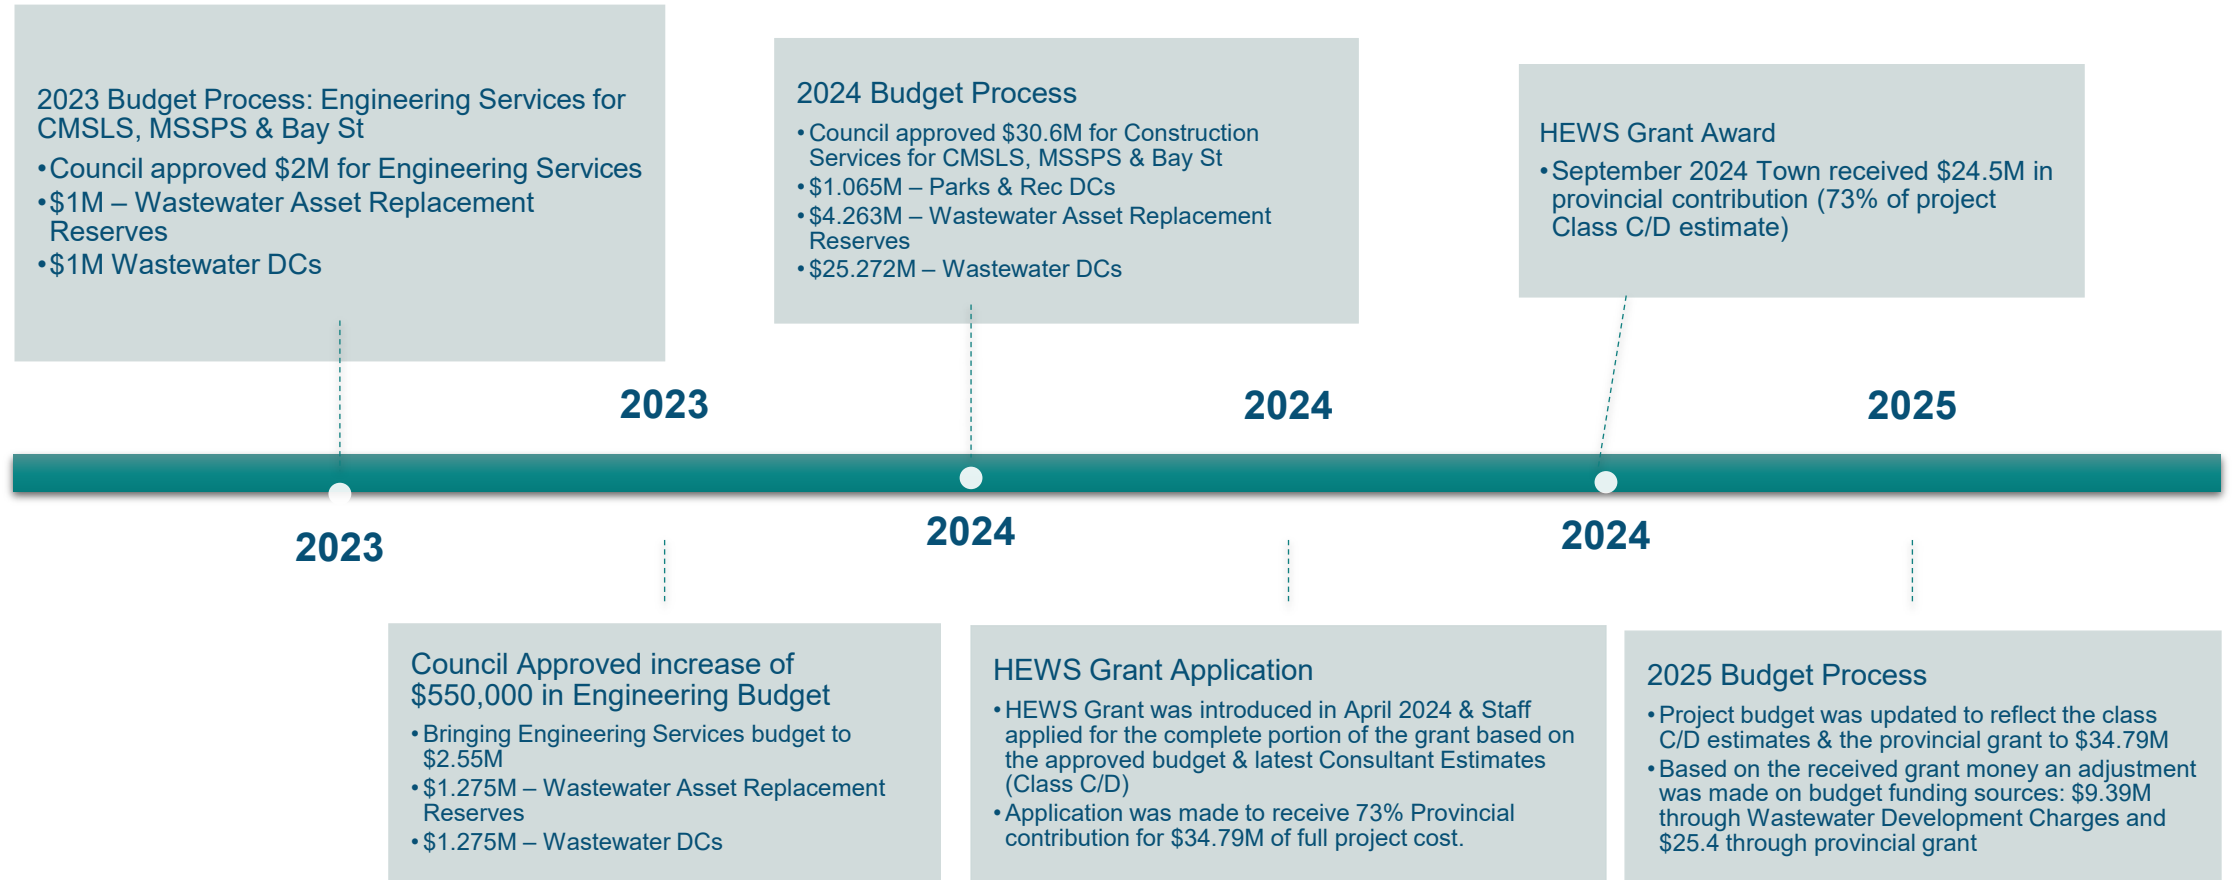 2023 Budget Process: Engineering Services for
CMSLS, MSSPS & Bay St
•Council approved $2M for Engineering Services
•$1M – Wastewater Asset Replacement
Reserves
•$1M Wastewater DCs
2024 Budget Process
•Council approved $30.6M for Construction
Services for CMSLS, MSSPS & Bay St
•$1.065M – Parks & Rec DCs
•$4.263M – Wastewater Asset Replacement
Reserves
•$25.272M – Wastewater DCs
HEWS Grant Award
•September 2024 Town received $24.5M in
provincial contribution (73% of project
Class C/D estimate)
2023
2024
2025
2023
2024
2024
Council Approved increase of
$550,000 in Engineering Budget
•Bringing Engineering Services budget to
$2.55M
•$1.275M – Wastewater Asset Replacement
Reserves
•$1.275M – Wastewater DCs
HEWS Grant Application
•HEWS Grant was introduced in April 2024 & Staff
applied for the complete portion of the grant based on
the approved budget & latest Consultant Estimates
(Class C/D)
•Application was made to receive 73% Provincial
contribution for $34.79M of full project cost.
2025 Budget Process
•Project budget was updated to reflect the class
C/D estimates & the provincial grant to $34.79M
•Based on the received grant money an adjustment
was made on budget funding sources: $9.39M
through Wastewater Development Charges and
$25.4 through provincial grant